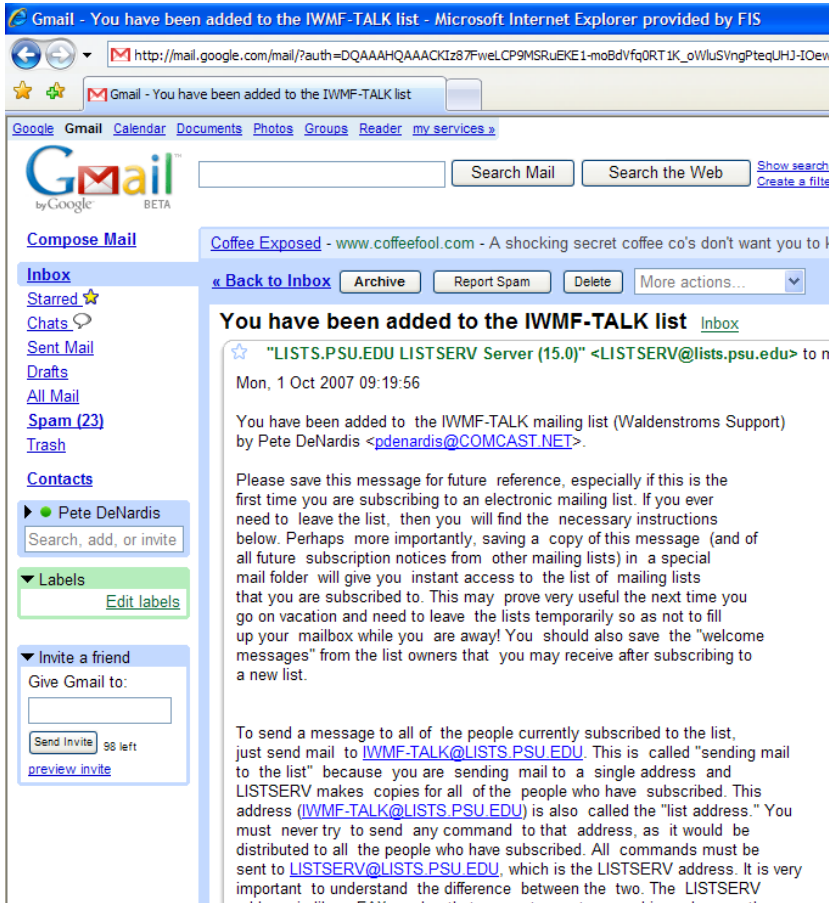 Gmail - You have been added to the IWMF-TALK list - Microsoft Internet Explorer provided by FIS
http://mail.google.com/mail/?auth=DQAAAHQAAACKIz87FweLCP9MSRuEKE1-moBdVfq0RT1K_oWluSVngPteqUHJ-IOew
Gmail - You have been added to the IWMF-TALK list
Google Gmail Calendar Documents Photos Groups Reader my services »
Gmail
by Google BETA
Search Mail Search the Web Show search
Create a filte
Compose Mail
Coffee Exposed - www.coffeefool.com - A shocking secret coffee co's don't want you to
Inbox
Starred
Chats
Sent Mail
Drafts
All Mail
Spam (23)
Trash
Contacts
Pete DeNardis
Search, add, or invite
Labels
Edit labels
Invite a friend
Give Gmail to:
Send Invite 98 left
preview invite
« Back to Inbox Archive Report Spam Delete More actions...
You have been added to the IWMF-TALK list Inbox
"LISTS.PSU.EDU LISTSERV Server (15.0)" <LISTSERV@lists.psu.edu> to
Mon, 1 Oct 2007 09:19:56
You have been added to the IWMF-TALK mailing list (Waldenstroms Support)
by Pete DeNardis <pdenardis@COMCAST.NET>.
Please save this message for future reference, especially if this is the
first time you are subscribing to an electronic mailing list. If you ever
need to leave the list, then you will find the necessary instructions
below. Perhaps more importantly, saving a copy of this message (and of
all future subscription notices from other mailing lists) in a special
mail folder will give you instant access to the list of mailing lists
that you are subscribed to. This may prove very useful the next time you
go on vacation and need to leave the lists temporarily so as not to fill
up your mailbox while you are away! You should also save the "welcome
messages" from the list owners that you may receive after subscribing to
a new list.
To send a message to all of the people currently subscribed to the list,
just send mail to IWMF-TALK@LISTS.PSU.EDU. This is called "sending mail
to the list" because you are sending mail to a single address and
LISTSERV makes copies for all of the people who have subscribed. This
address (IWMF-TALK@LISTS.PSU.EDU) is also called the "list address." You
must never try to send any command to that address, as it would be
distributed to all the people who have subscribed. All commands must be
sent to LISTSERV@LISTS.PSU.EDU, which is the LISTSERV address. It is very
important to understand the difference between the two. The LISTSERV